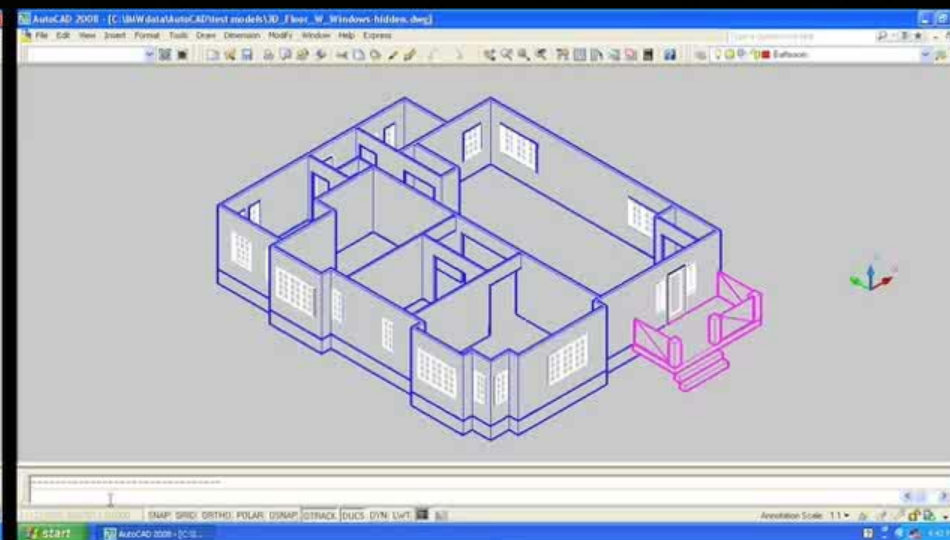 AutoCAD 2008 - [C:\BMWdata\AutoCAD\test models\3D_Floor_W_Windows-hidden.dwg]
File Edit View Insert Format Tools Draw Dimension Modify Window Help Express
SNAP GRID ORTHO POLAR OSNAP OTRACK DUCS DYN LWT
Annotation Scale: 1:1
start
AutoCAD 2008 - [C:\...